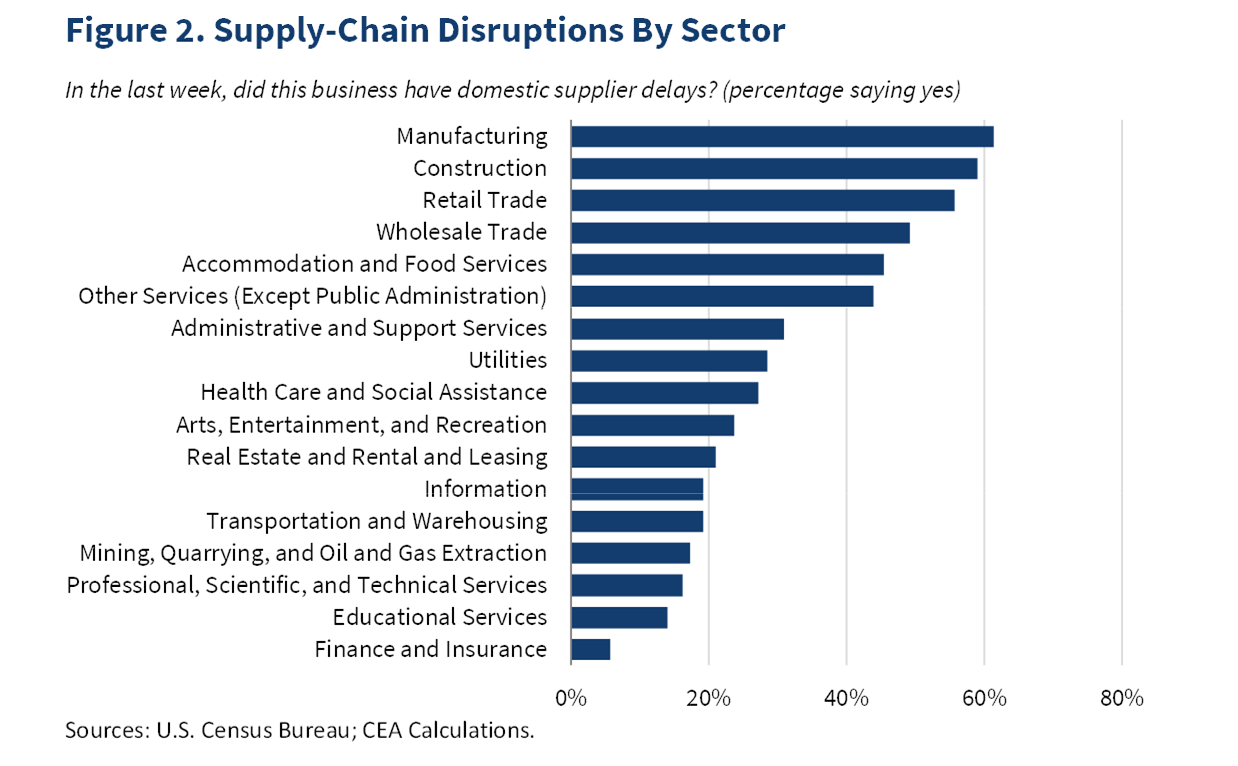 Figure 2. Supply-Chain Disruptions By Sector
In the last week, did this business have domestic supplier delays? (percentage saying yes)
Manufacturing
Construction
Retail Trade
Wholesale Trade
Accommodation and Food Services
Other Services (Except Public Administration)
Administrative and Support Services
Utilities
Health Care and Social Assistance
Arts, Entertainment, and Recreation
Real Estate and Rental and Leasing
Information
Transportation and Warehousing
Mining, Quarrying, and Oil and Gas Extraction
Professional, Scientific, and Technical Services
Educational Services
Finance and Insurance
0% 20% 40% 60% 80%
Sources: U.S. Census Bureau; CEA Calculations.